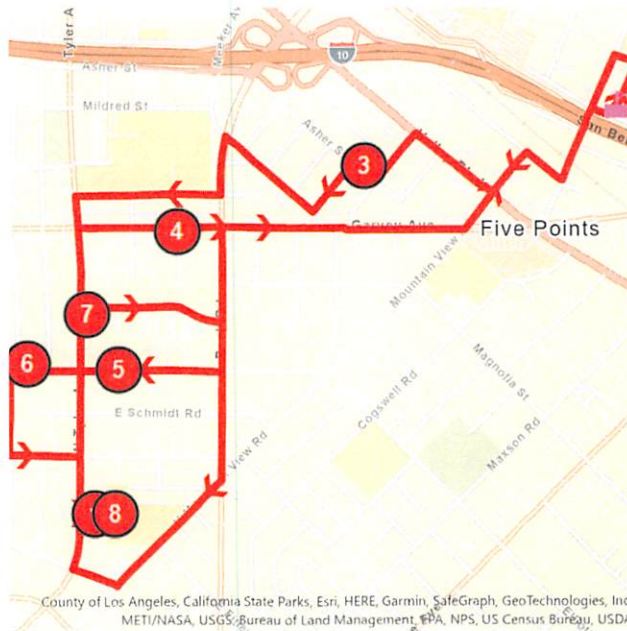 Tyler A
Meeker Av
10
Asher St
Mildred St
Asher S
San Ber
3
4
Garvey Ave
Five Points
Mountain View
7
6
5
Magnolia St
E Schmidt Rd
Cogswell Rd
View Rd
Maxson Rd
8
County of Los Angeles, California State Parks, Esri, HERE, Garmin, SafeGraph, GeoTechnologies, Inc
METI/NASA, USGS, Bureau of Land Management, EPA, NPS, US Census Bureau, USDA